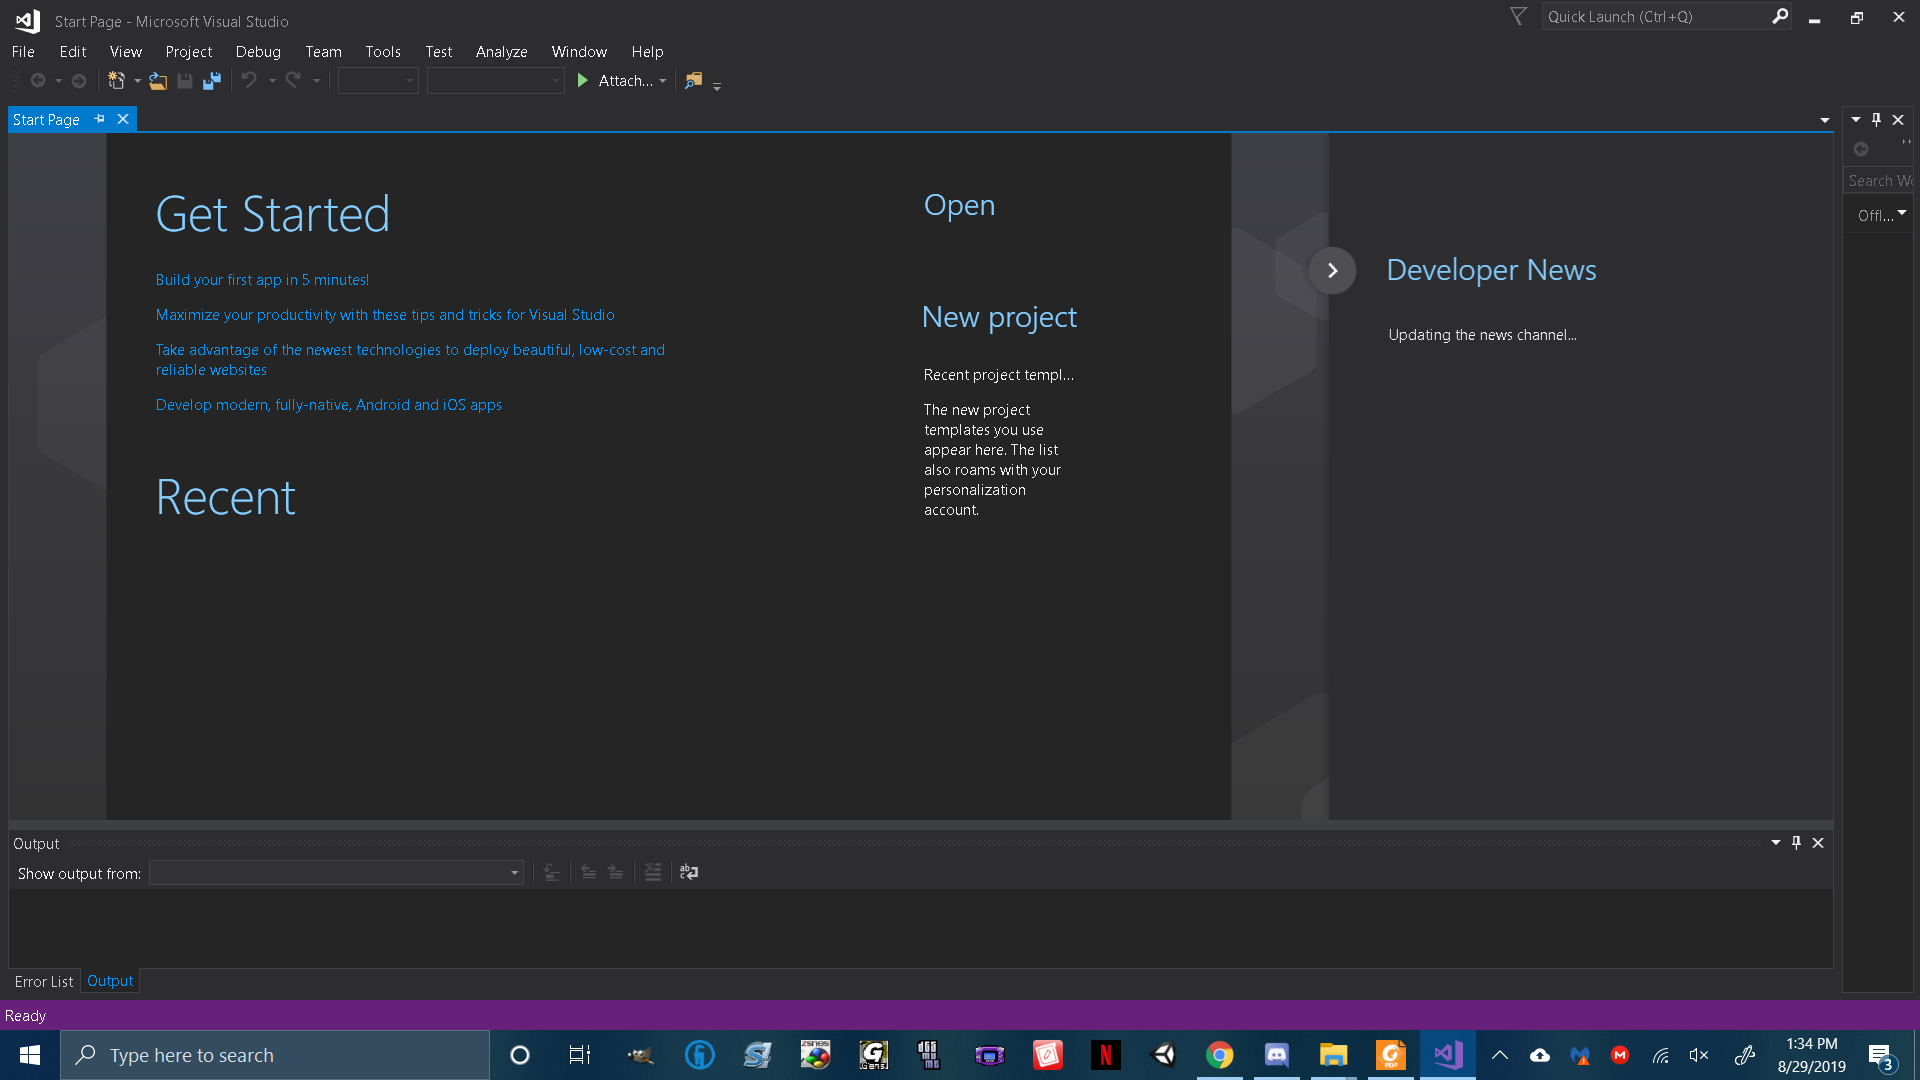 Start Page - Microsoft Visual Studio
Quick Launch (Ctrl+Q)
File Edit View Project Debug Team Tools Test Analyze Window Help
Attach...
Start Page
Search Wo
Offl...
Get Started
Build your first app in 5 minutes!
Maximize your productivity with these tips and tricks for Visual Studio
Take advantage of the newest technologies to deploy beautiful, low-cost and
reliable websites
Develop modern, fully-native, Android and iOS apps
Recent
Open
New project
Recent project templ...
The new project
templates you use
appear here. The list
also roams with your
personalization
account.
Developer News
Updating the news channel...
Output
Show output from:
Error List Output
Ready
Type here to search
1:34 PM
8/29/2019
3